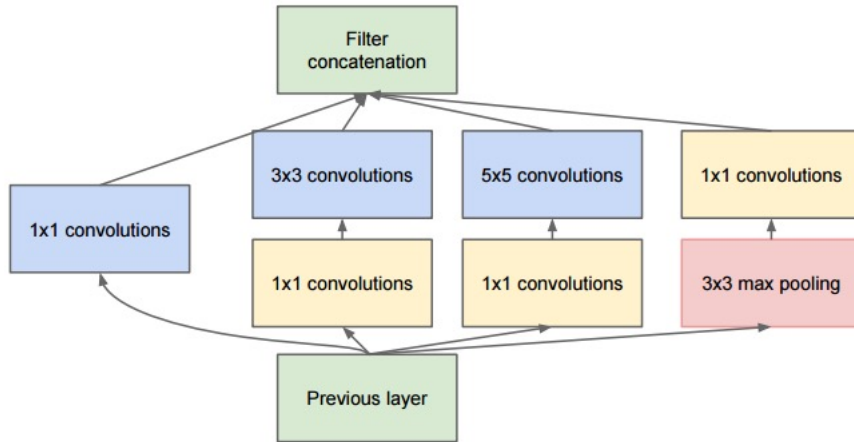 Filter
concatenation
3x3 convolutions
5x5 convolutions
1x1 convolutions
1x1 convolutions
1x1 convolutions
1x1 convolutions
3x3 max pooling
Previous layer